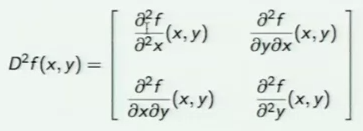 D²f(x, y) = [ ∂²f/∂²x (x, y)  ∂²f/∂y∂x (x, y)
∂²f/∂x∂y (x, y)  ∂²f/∂²y (x, y) ]